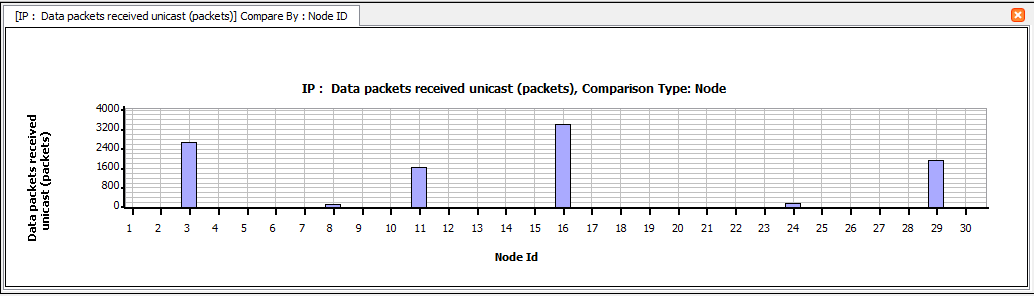 [IP :  Data packets received unicast (packets)] Compare By : Node ID
IP :  Data packets received unicast (packets), Comparison Type: Node
Data packets received
unicast (packets)
4000
3200
2400
1600
800
0
1 2 3 4 5 6 7 8 9 10 11 12 13 14 15 16 17 18 19 20 21 22 23 24 25 26 27 28 29 30
Node Id